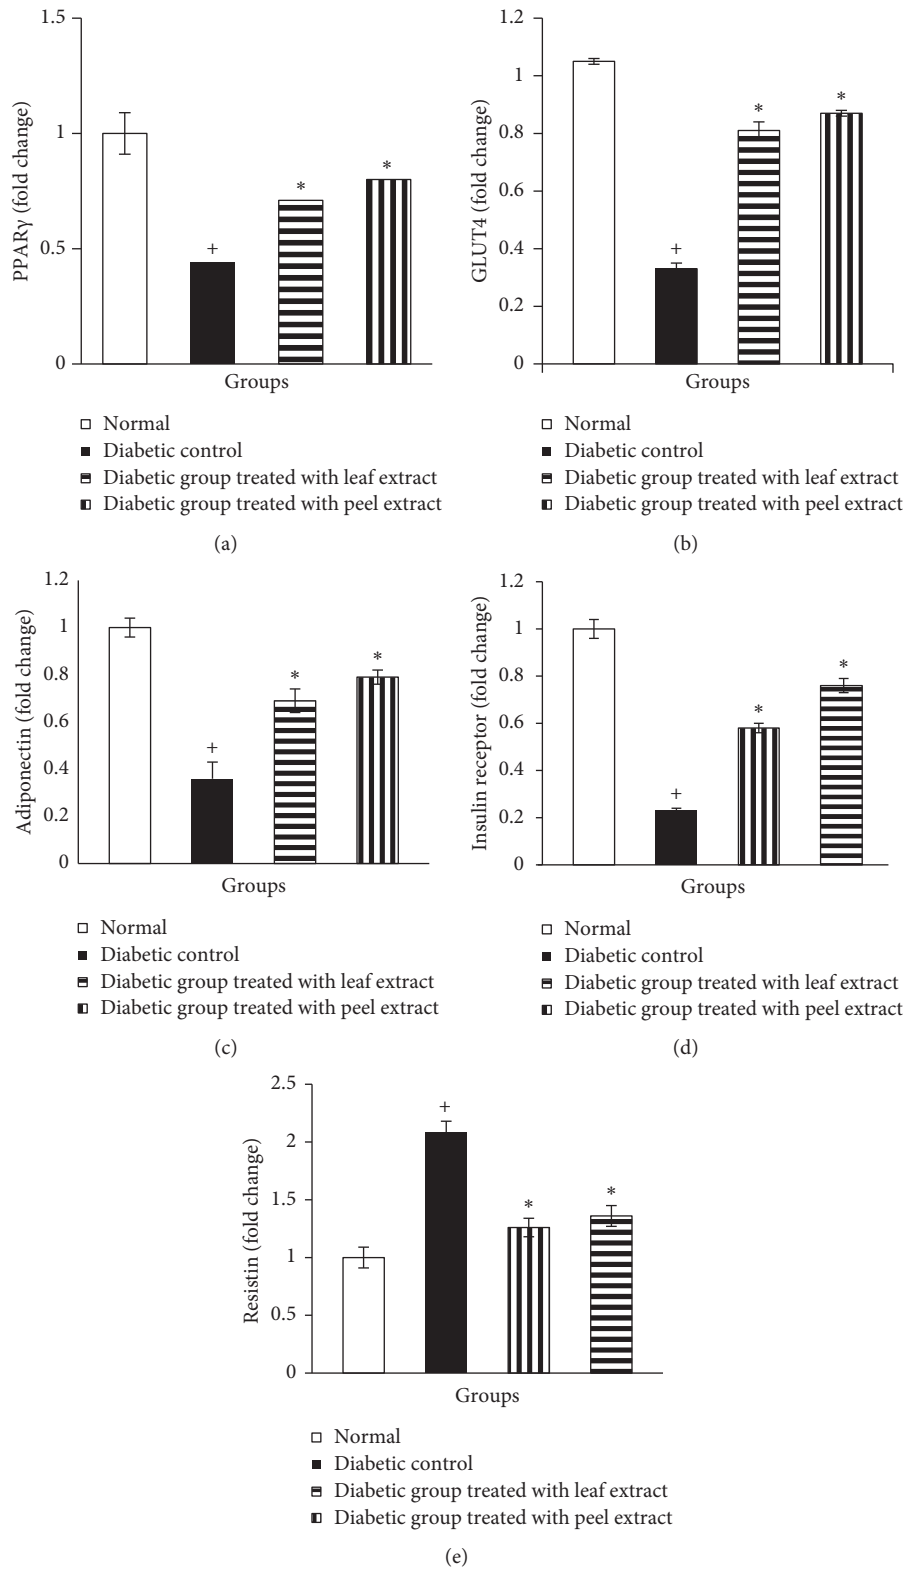 1.5
1
0.5
0
PPARγ (fold change)
+
*
*
Groups
Normal
Diabetic control
Diabetic group treated with leaf extract
Diabetic group treated with peel extract
(a)
1.2
1
0.8
0.6
0.4
0.2
0
GLUT4 (fold change)
+
*
*
Groups
Normal
Diabetic control
Diabetic group treated with leaf extract
Diabetic group treated with peel extract
(b)
1.2
1
0.8
0.6
0.4
0.2
0
Adiponectin (fold change)
+
*
*
Groups
Normal
Diabetic control
Diabetic group treated with leaf extract
Diabetic group treated with peel extract
(c)
1.2
1
0.8
0.6
0.4
0.2
0
Insulin receptor (fold change)
+
*
*
Groups
Normal
Diabetic control
Diabetic group treated with leaf extract
Diabetic group treated with peel extract
(d)
2.5
2
1.5
1
0.5
0
Resistin (fold change)
+
*
*
Groups
Normal
Diabetic control
Diabetic group treated with leaf extract
Diabetic group treated with peel extract
(e)